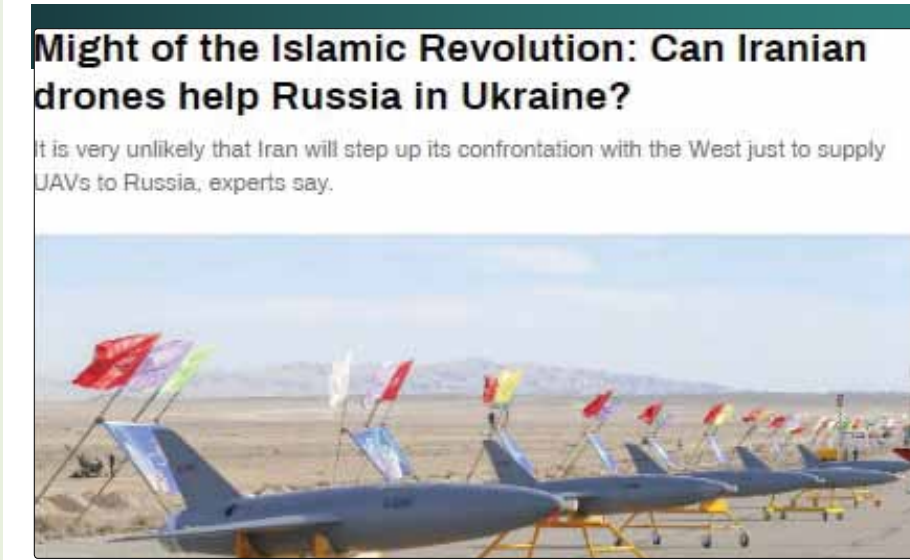 Might of the Islamic Revolution: Can Iranian
drones help Russia in Ukraine?
It is very unlikely that Iran will step up its confrontation with the West just to supply
UAVs to Russia, experts say.